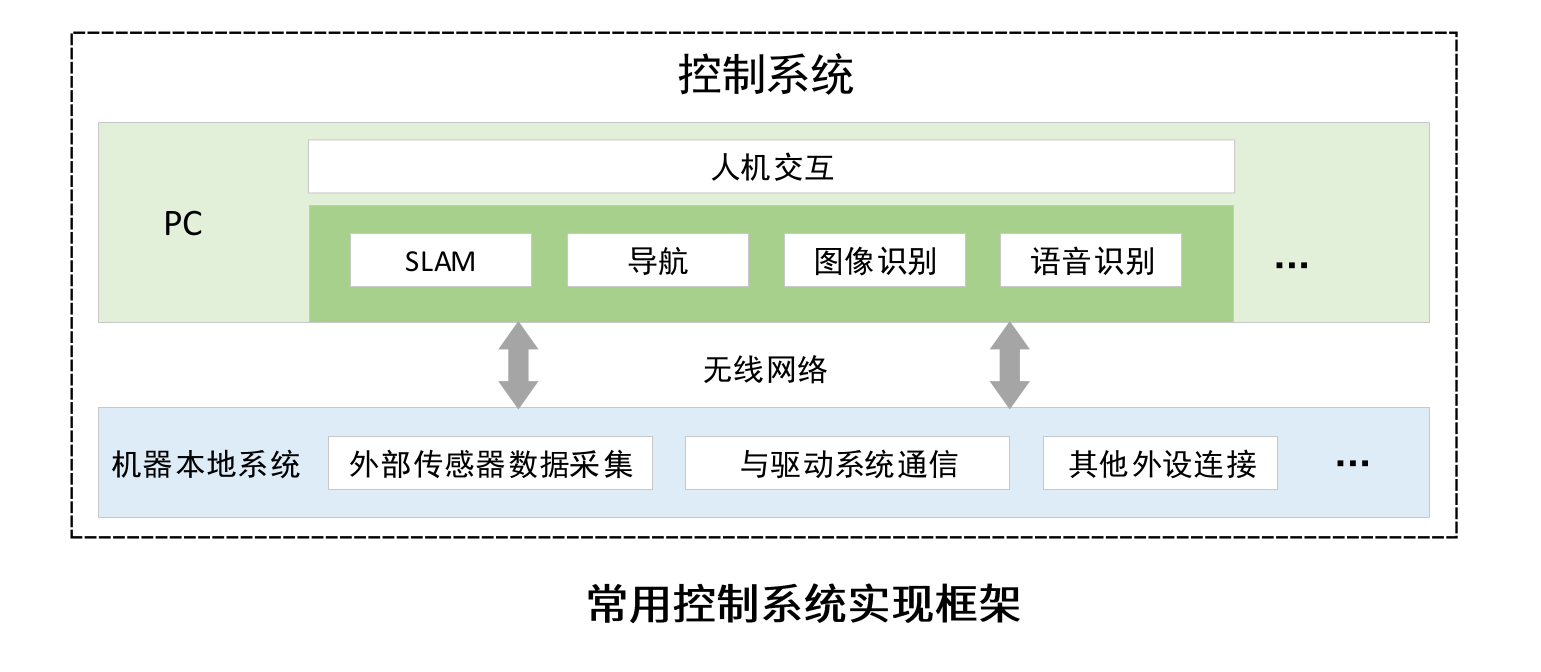 控制系统
人机交互
PC
SLAM 导航 图像识别 语音识别 ...
无线网络
机器本地系统 外部传感器数据采集 与驱动系统通信 其他外设连接 ...
常用控制系统实现框架